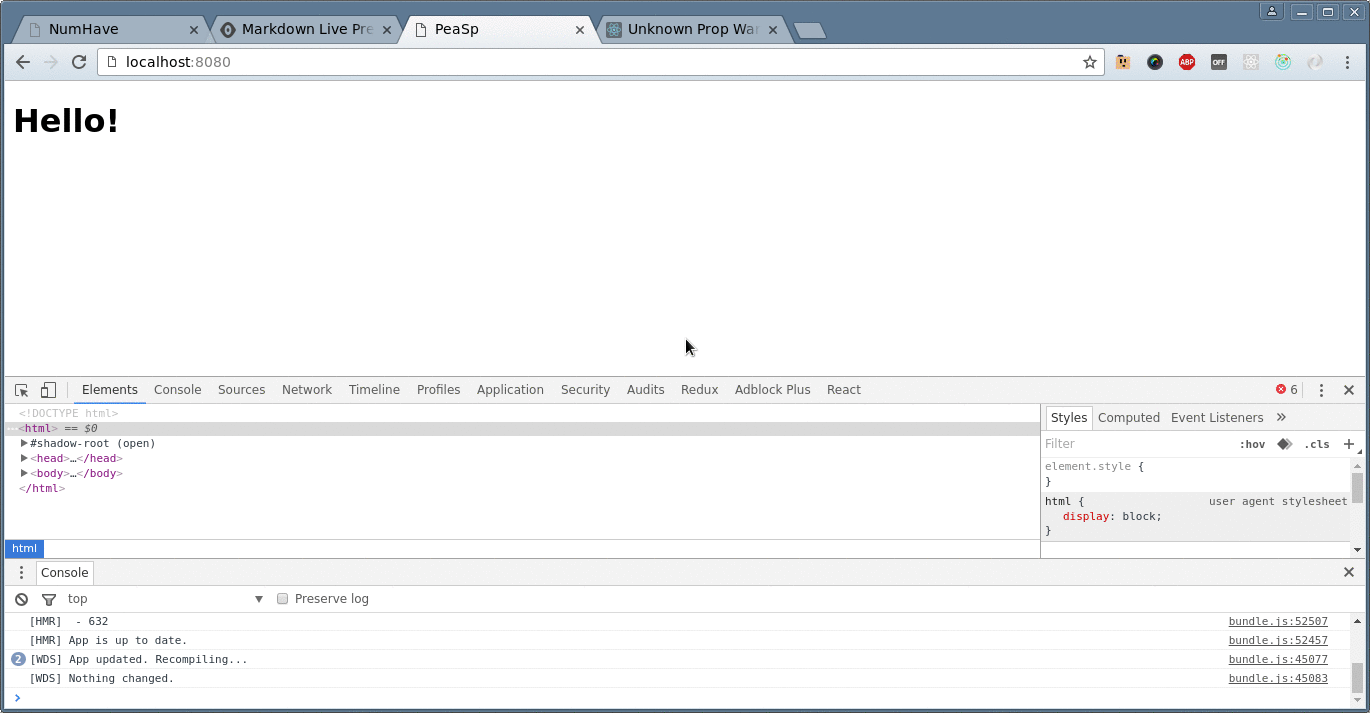 NumHave
Markdown Live Pre
PeaSp
Unknown Prop War
localhost:8080
ABP
OFF
Hello!
Elements Console Sources Network Timeline Profiles Application Security Audits Redux Adblock Plus React 6
<!DOCTYPE html>
…<html> == $0
#shadow-root (open)
<head>…</head>
<body>…</body>
</html>
html
Styles Computed Event Listeners »
Filter :hov .cls +
element.style {
}
html { user agent stylesheet
display: block;
}
Console
top ▼ Preserve log
[HMR]  - 632 bundle.js:52507
[HMR] App is up to date. bundle.js:52457
2 [WDS] App updated. Recompiling... bundle.js:45077
[WDS] Nothing changed. bundle.js:45083
>